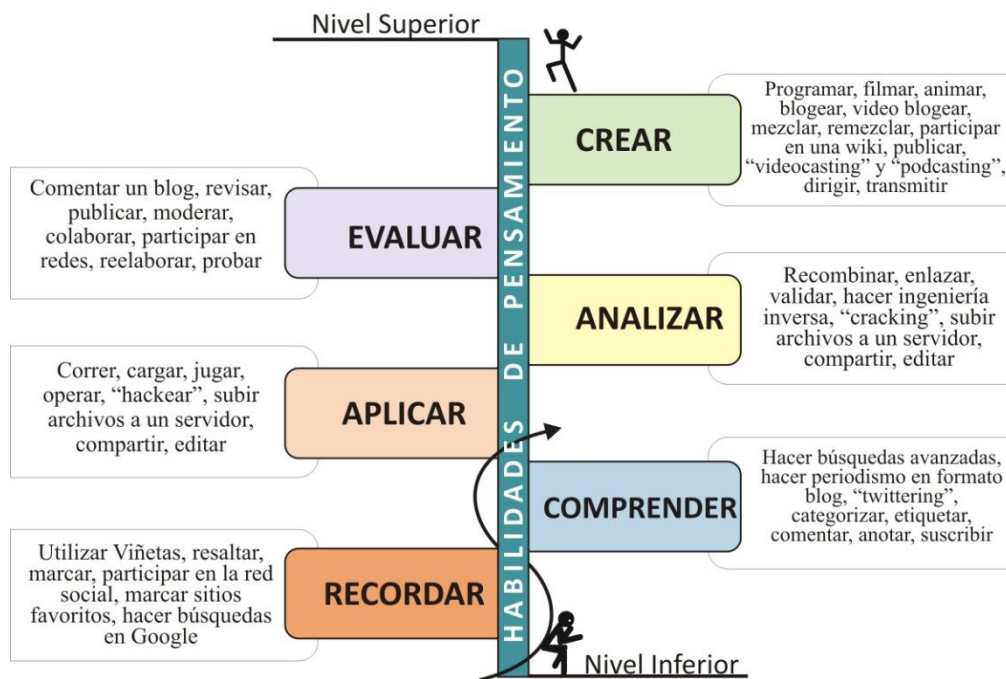 Nivel Superior
HABILIDADES DE PENSAMIENTO
CREAR
Programar, filmar, animar,
blogear, video blogear,
mezclar, remezclar, participar
en una wiki, publicar,
“videocasting” y “podcasting”,
dirigir, transmitir
Comentar un blog, revisar,
publicar, moderar,
colaborar, participar en
redes, reelaborar, probar
EVALUAR
ANALIZAR
Recombinar, enlazar,
validar, hacer ingeniería
inversa, “cracking”, subir
archivos a un servidor,
compartir, editar
Correr, cargar, jugar,
operar, “hackear”, subir
archivos a un servidor,
compartir, editar
APLICAR
COMPRENDER
Hacer búsquedas avanzadas,
hacer periodismo en formato
blog, “twittering”,
categorizar, etiquetar,
comentar, anotar, suscribir
Utilizar Viñetas, resaltar,
marcar, participar en la red
social, marcar sitios
favoritos, hacer búsquedas
en Google
RECORDAR
Nivel Inferior